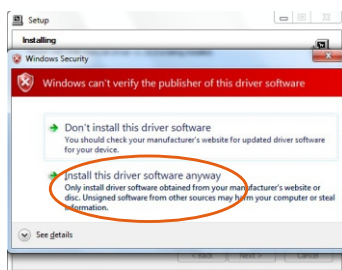 Setup
Installing
Windows Security
Windows can't verify the publisher of this driver software
Don't install this driver software
You should check your manufacturer's website for updated driver software
for your device.
Install this driver software anyway
Only install driver software obtained from your manufacturer's website or
disc. Unsigned software from other sources may harm your computer or steal
information.
See details
< Back Next > Cancel